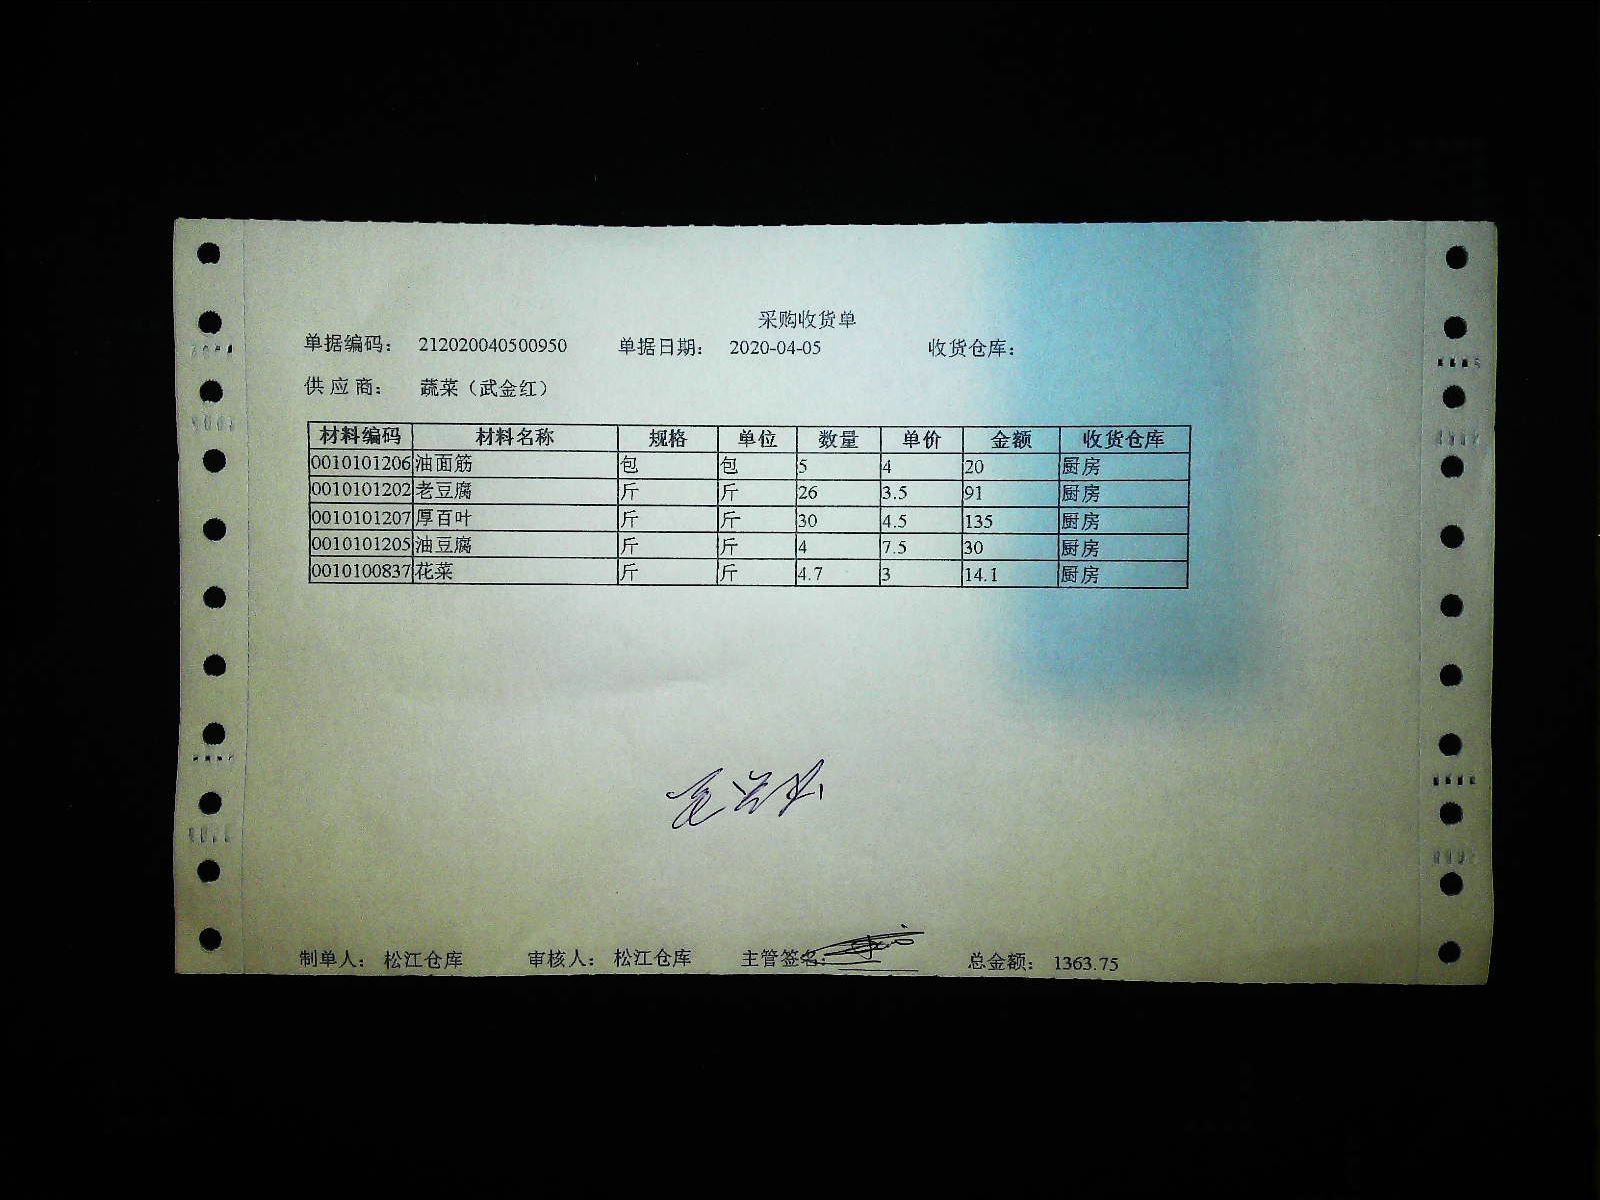 采购收货单
单据编码： 212020040500950 单据日期： 2020-04-05 收货仓库：
供 应 商： 蔬菜（武金红）
材料编码 材料名称 规格 单位 数量 单价 金额 收货仓库
0010101206 油面筋 包 包 5 4 20 厨房
0010101202 老豆腐 斤 斤 26 3.5 91 厨房
0010101207 厚百叶 斤 斤 30 4.5 135 厨房
0010101205 油豆腐 斤 斤 4 7.5 30 厨房
0010100837 花菜 斤 斤 4.7 3 14.1 厨房
制单人： 松江仓库 审核人： 松江仓库 主管签名： 总金额： 1363.75